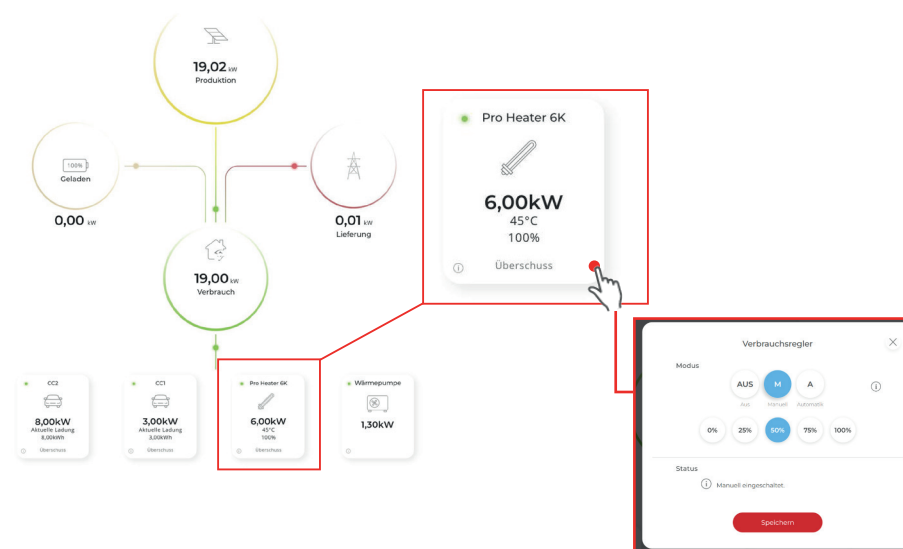 19,02 kW
Produktion
100%
Geladen
0,00 kW
0,01 kW
Lieferung
19,00 kW
Verbrauch
CC2
8,00kW
Aktuelle Ladung
8,00kWh
i Überschuss
CC1
3,00kW
Aktuelle Ladung
3,00kWh
i Überschuss
Pro Heater 6K
6,00kW
45°C
100%
i Überschuss
Wärmepumpe
1,30kW
i
Pro Heater 6K
6,00kW
45°C
100%
i Überschuss
Verbrauchsregler
Modus
AUS M A i
Aus Manuell Automatik
0% 25% 50% 75% 100%
Status
i Manuell eingeschaltet.
Speichern